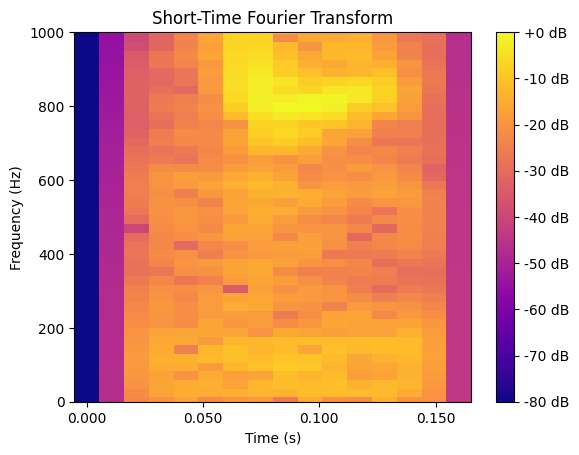 Short-Time Fourier Transform
1000
800
600
400
200
0
Frequency (Hz)
0.000
0.050
0.100
0.150
Time (s)
+0 dB
-10 dB
-20 dB
-30 dB
-40 dB
-50 dB
-60 dB
-70 dB
-80 dB